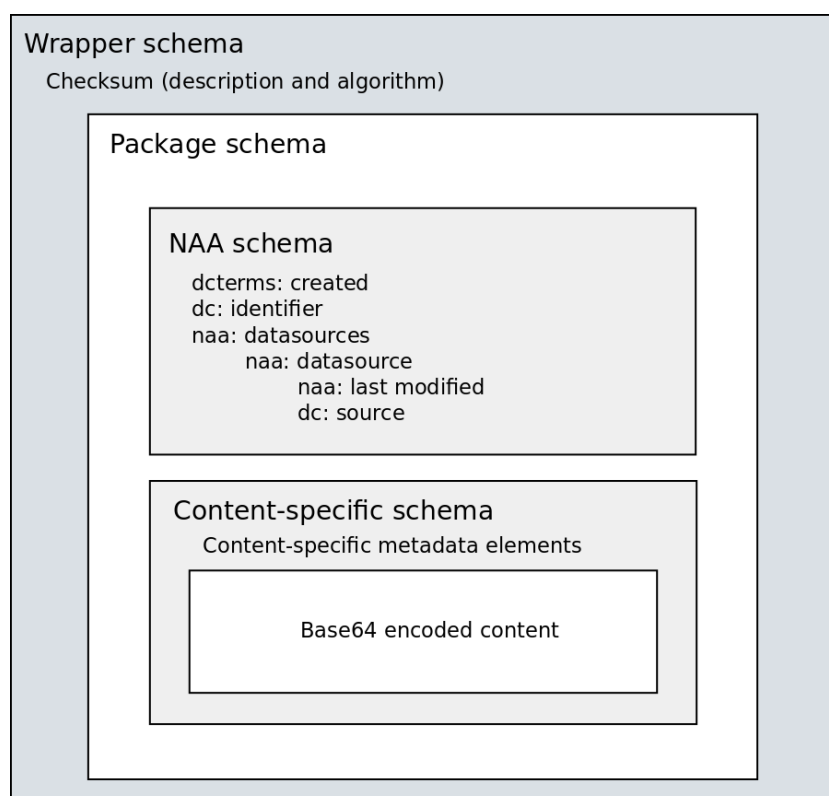 Wrapper schema
Checksum (description and algorithm)
Package schema
NAA schema
dcterms: created
dc: identifier
naa: datasources
naa: datasource
naa: last modified
dc: source
Content-specific schema
Content-specific metadata elements
Base64 encoded content